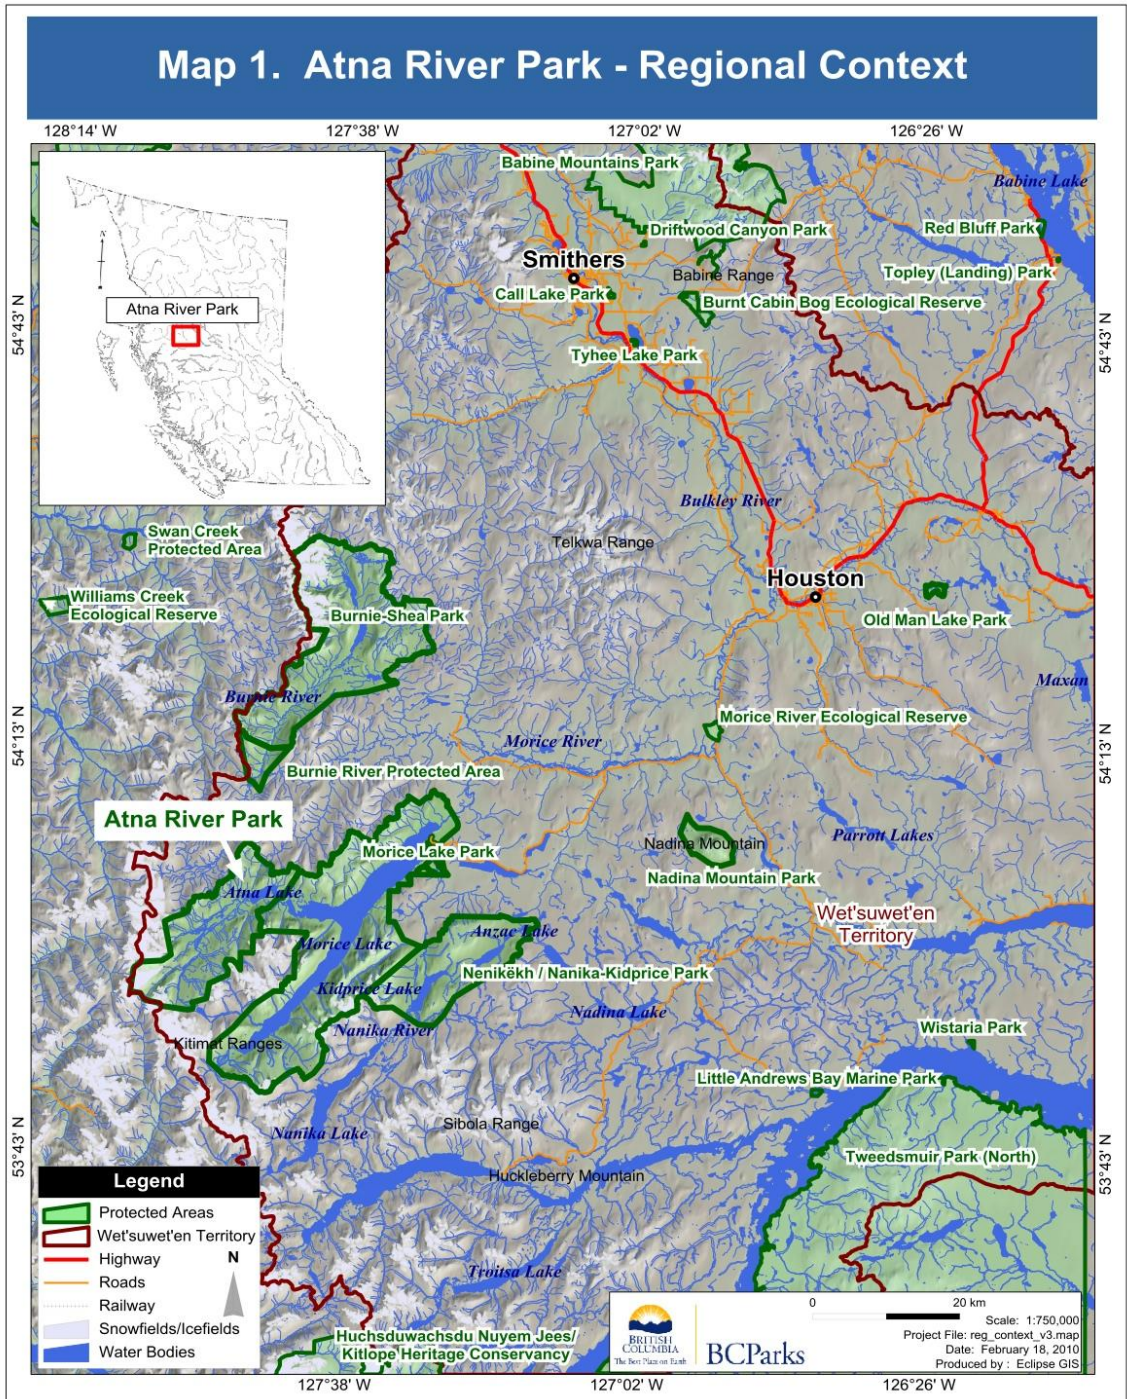 Map 1. Atna River Park - Regional Context
128°14' W
127°38' W
127°02' W
126°26' W
54°43' N
54°13' N
53°43' N
54°43' N
54°13' N
53°43' N
N
Atna River Park
Babine Mountains Park
Babine Lake
Driftwood Canyon Park
Red Bluff Park
Smithers
Babine Range
Topley (Landing) Park
Call Lake Park
Burnt Cabin Bog Ecological Reserve
Tyhee Lake Park
Bulkley River
Swan Creek
Protected Area
Telkwa Range
Houston
Williams Creek
Ecological Reserve
Burnie-Shea Park
Old Man Lake Park
Burnie River
Maxan
Morice River Ecological Reserve
Morice River
Burnie River Protected Area
Atna River Park
Parrott Lakes
Nadina Mountain
Morice Lake Park
Nadina Mountain Park
Atna Lake
Wet'suwet'en
Territory
Anzac Lake
Morice Lake
Nenikëkh / Nanika-Kidprice Park
Kidprice Lake
Nadina Lake
Nanika River
Wistaria Park
Kitimat Ranges
Little Andrews Bay Marine Park
Sibola Range
Nanika Lake
Tweedsmuir Park (North)
Huckleberry Mountain
Troitsa Lake
Huchsduwachsdu Nuyem Jees/
Kitlope Heritage Conservancy
Legend
Protected Areas
Wet'suwet'en Territory
Highway
Roads
Railway
Snowfields/Icefields
Water Bodies
N
BRITISH
COLUMBIA
The Best Place on Earth
BCParks
0 20 km
Scale: 1:750,000
Project File: reg_context_v3.map
Date: February 18, 2010
Produced by : Eclipse GIS
127°38' W
127°02' W
126°26' W